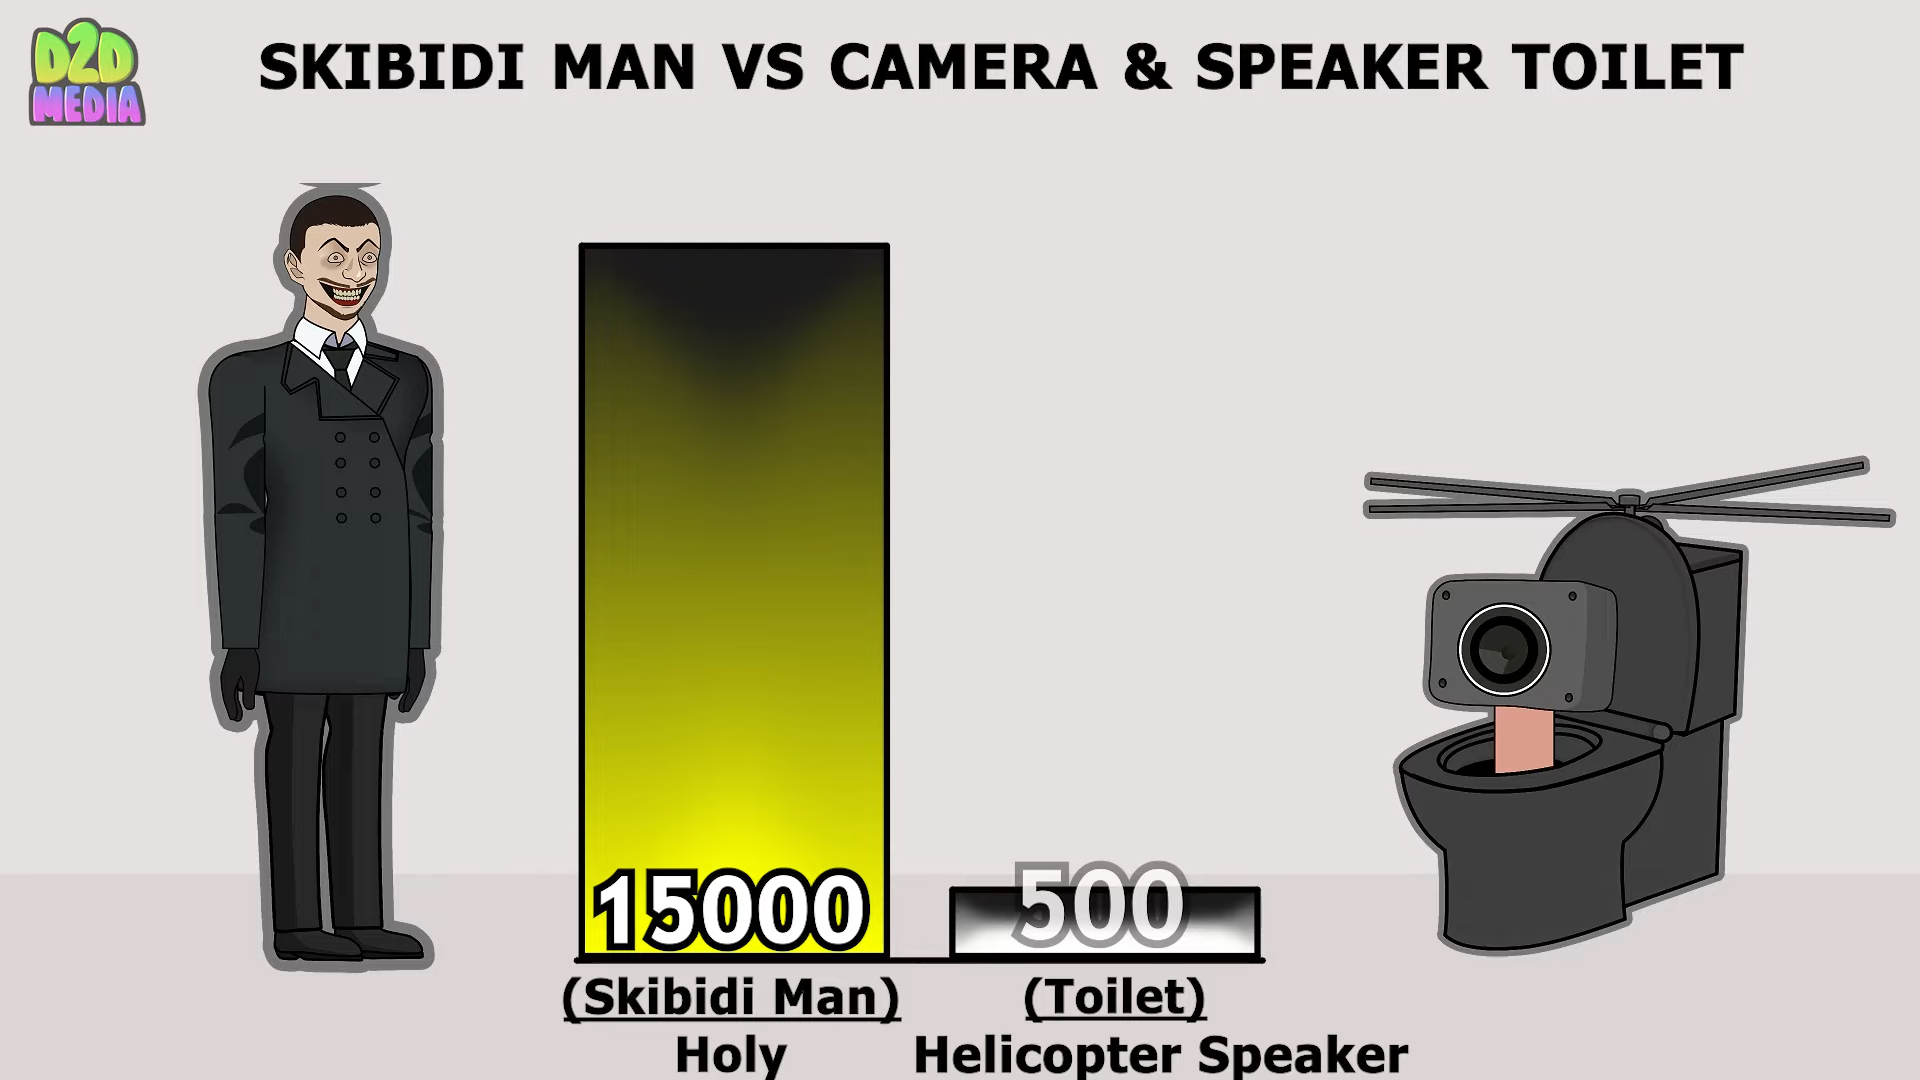 D2D
MEDIA
SKIBIDI MAN VS CAMERA & SPEAKER TOILET
15000
500
(Skibidi Man)
(Toilet)
Holy
Helicopter Speaker